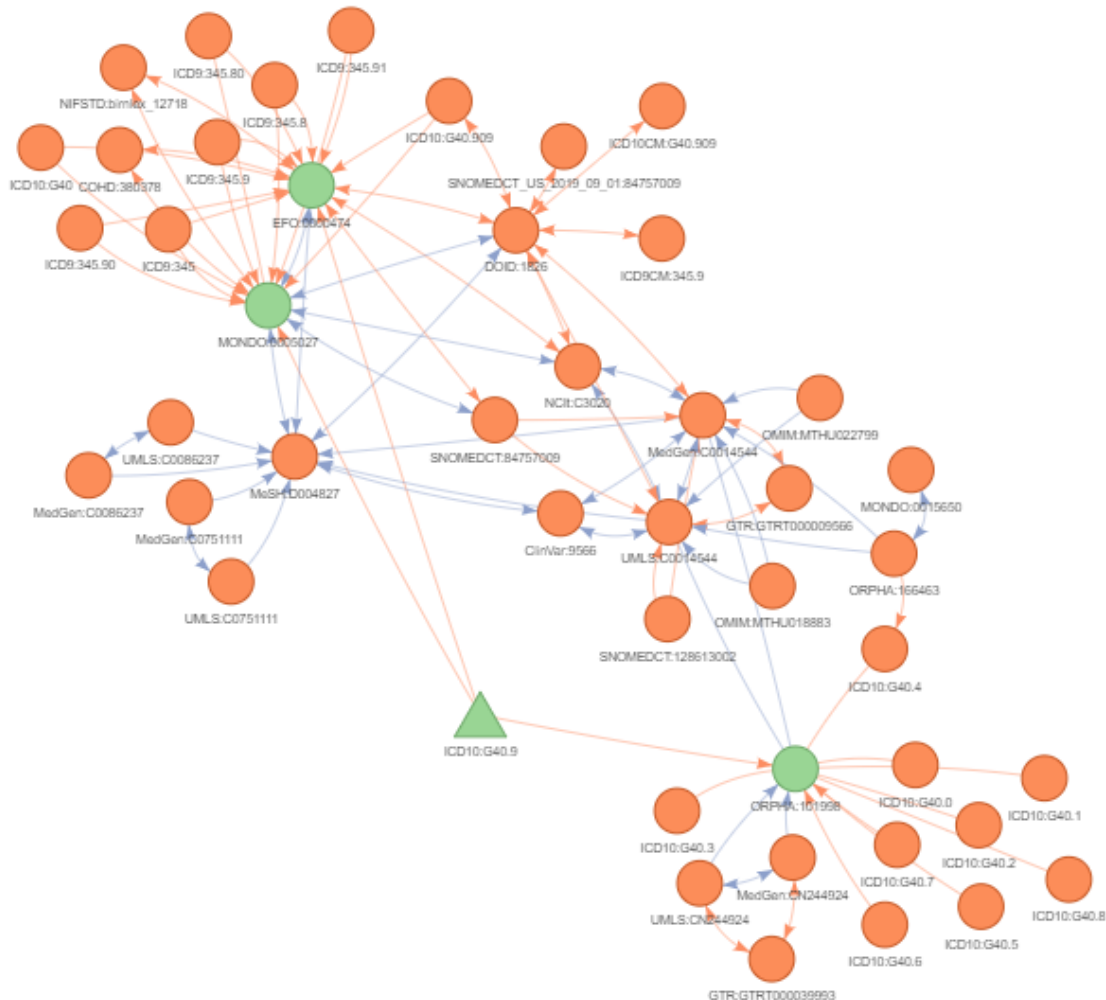 ICD9:345.80
ICD9:345.91
NIFSTD:birnlex_12718
ICD9:345.8
ICD10:G40.909
ICD10CM:G40.909
ICD10:G40
COHD:380378
ICD9:345.9
SNOMEDCT_US_2019_09_01:84757009
EFO:0000474
ICD9:345.90
ICD9:345
DOID:1826
ICD9CM:345.9
MONDO:0005027
NCIt:C3020
OMIM:MTHU022799
UMLS:C0086237
SNOMEDCT:84757009
MedGen:C0014544
MeSH:D004827
MedGen:C0086237
GTR:GTRT000009566
MONDO:0015650
MedGen:C0751111
ClinVar:9566
UMLS:C0014544
ORPHA:166463
UMLS:C0751111
OMIM:MTHU018883
SNOMEDCT:128613002
ICD10:G40.4
ICD10:G40.9
ORPHA:101998
ICD10:G40.0
ICD10:G40.1
ICD10:G40.3
ICD10:G40.2
ICD10:G40.7
MedGen:CN244924
ICD10:G40.8
UMLS:CN244924
ICD10:G40.5
ICD10:G40.6
GTR:GTRT000039993